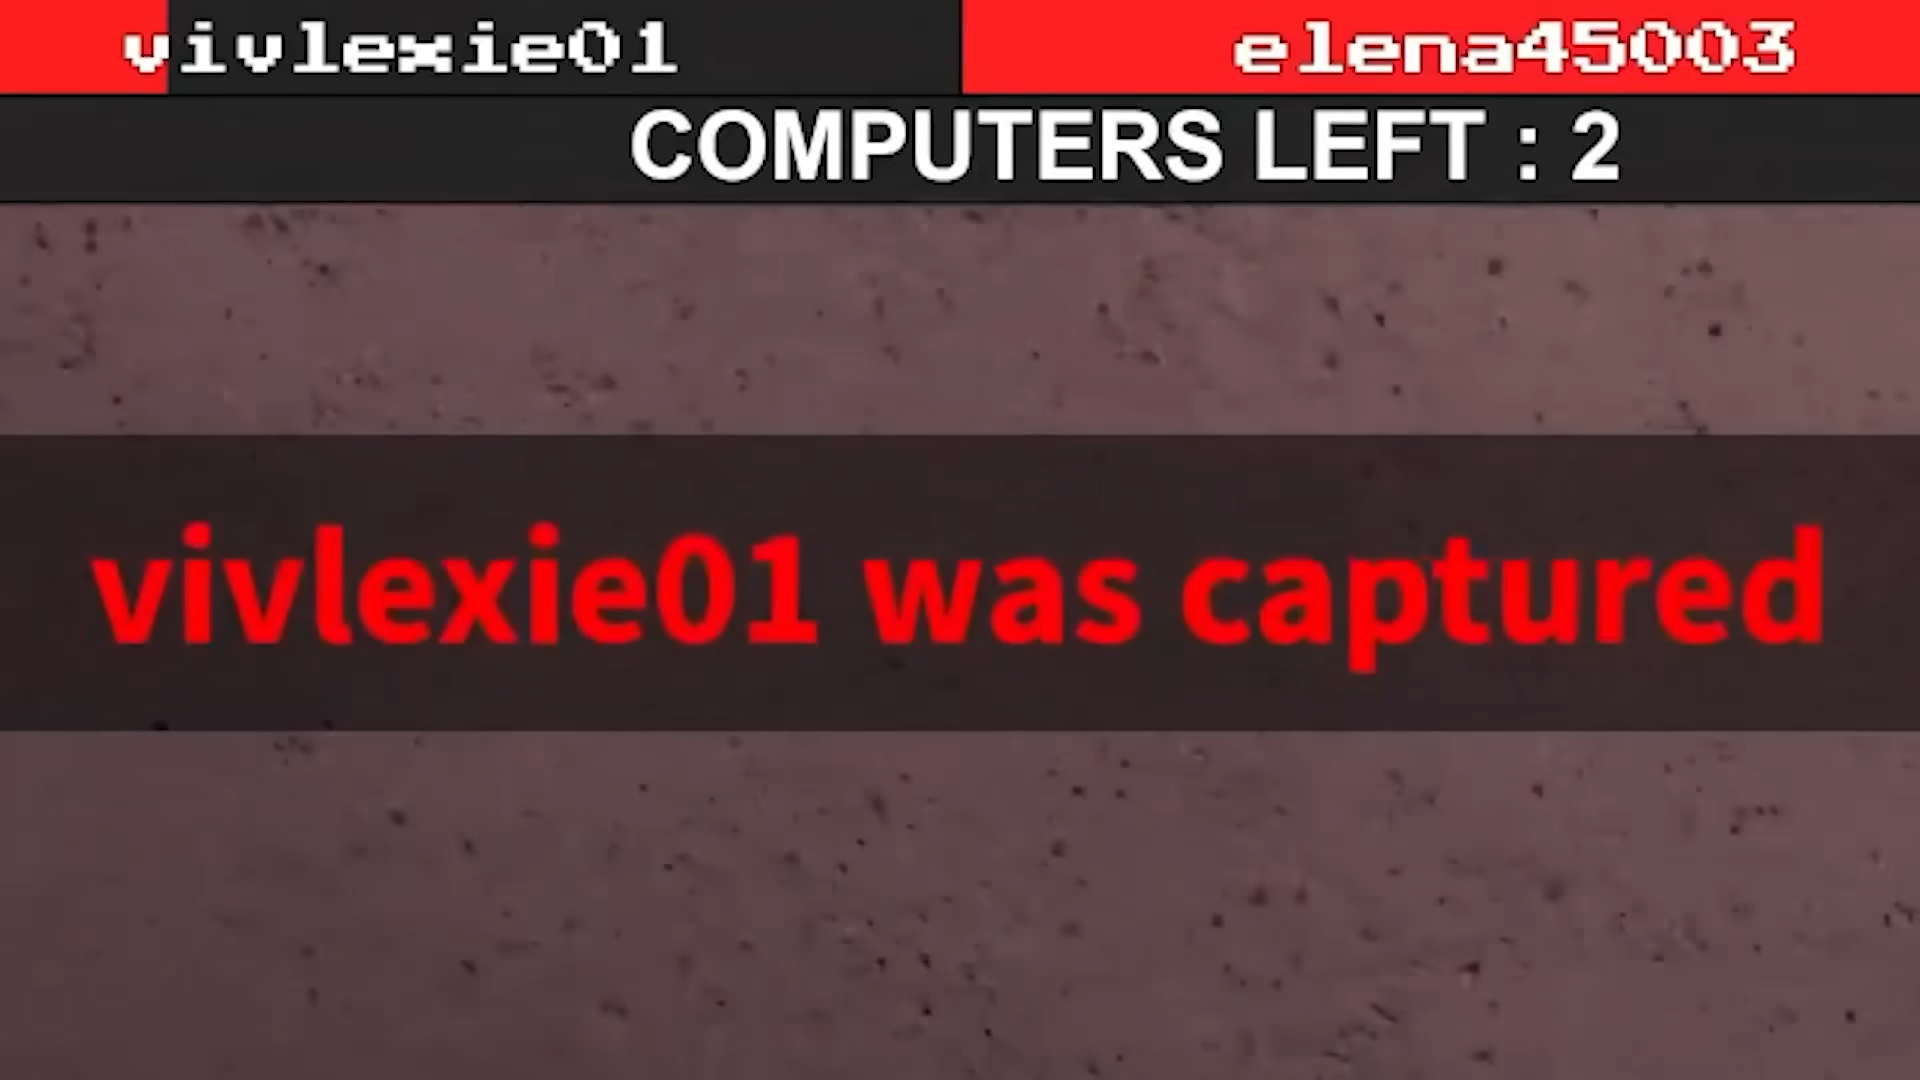 vivlexie01 elena45003
COMPUTERS LEFT : 2
vivlexie01 was captured